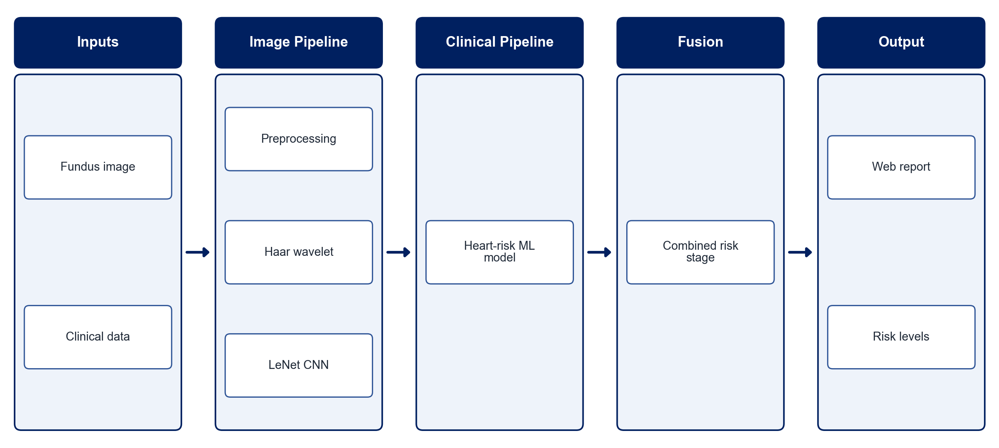 Inputs
Fundus image
Clinical data
Image Pipeline
Preprocessing
Haar wavelet
LeNet CNN
Clinical Pipeline
Heart-risk ML
model
Fusion
Combined risk
stage
Output
Web report
Risk levels